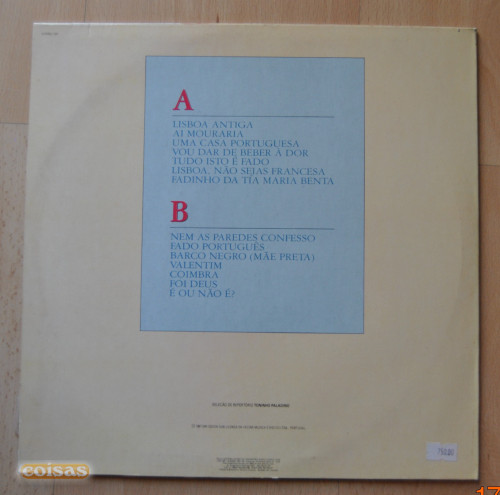 A
LISBOA ANTIGA
AI MOURARIA
UMA CASA PORTUGUESA
VOU DAR DE BEBER À DOR
TUDO ISTO É FADO
LISBOA, NÃO SEJAS FRANCESA
FADINHO DA TIA MARIA BENTA
B
NEM AS PAREDES CONFESSO
FADO PORTUGUÊS
BARCO NEGRO (MÃE PRETA)
VALENTIM
COIMBRA
FOI DEUS
É OU NÃO É?
coisas
17